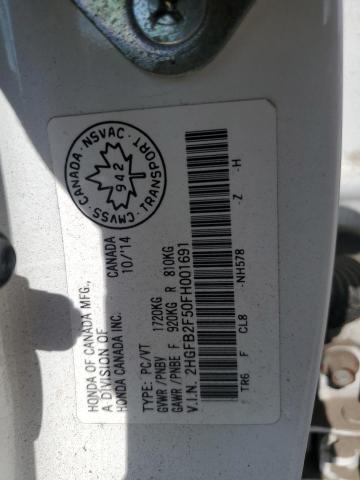 HONDA OF CANADA MFG.,
A DIVISION OF CANADA
HONDA CANADA INC. 10/'14
TYPE: PC/VT
GVWR /PNBV 1720KG
GAWR /PNBE F 920KG R 810KG
V.I.N. 2HGFB2F50FH001691
TR6 F CL8 -NH578 -Z -H
CANADA · NSVAC · TRANSPORT · CMVSS ·
942